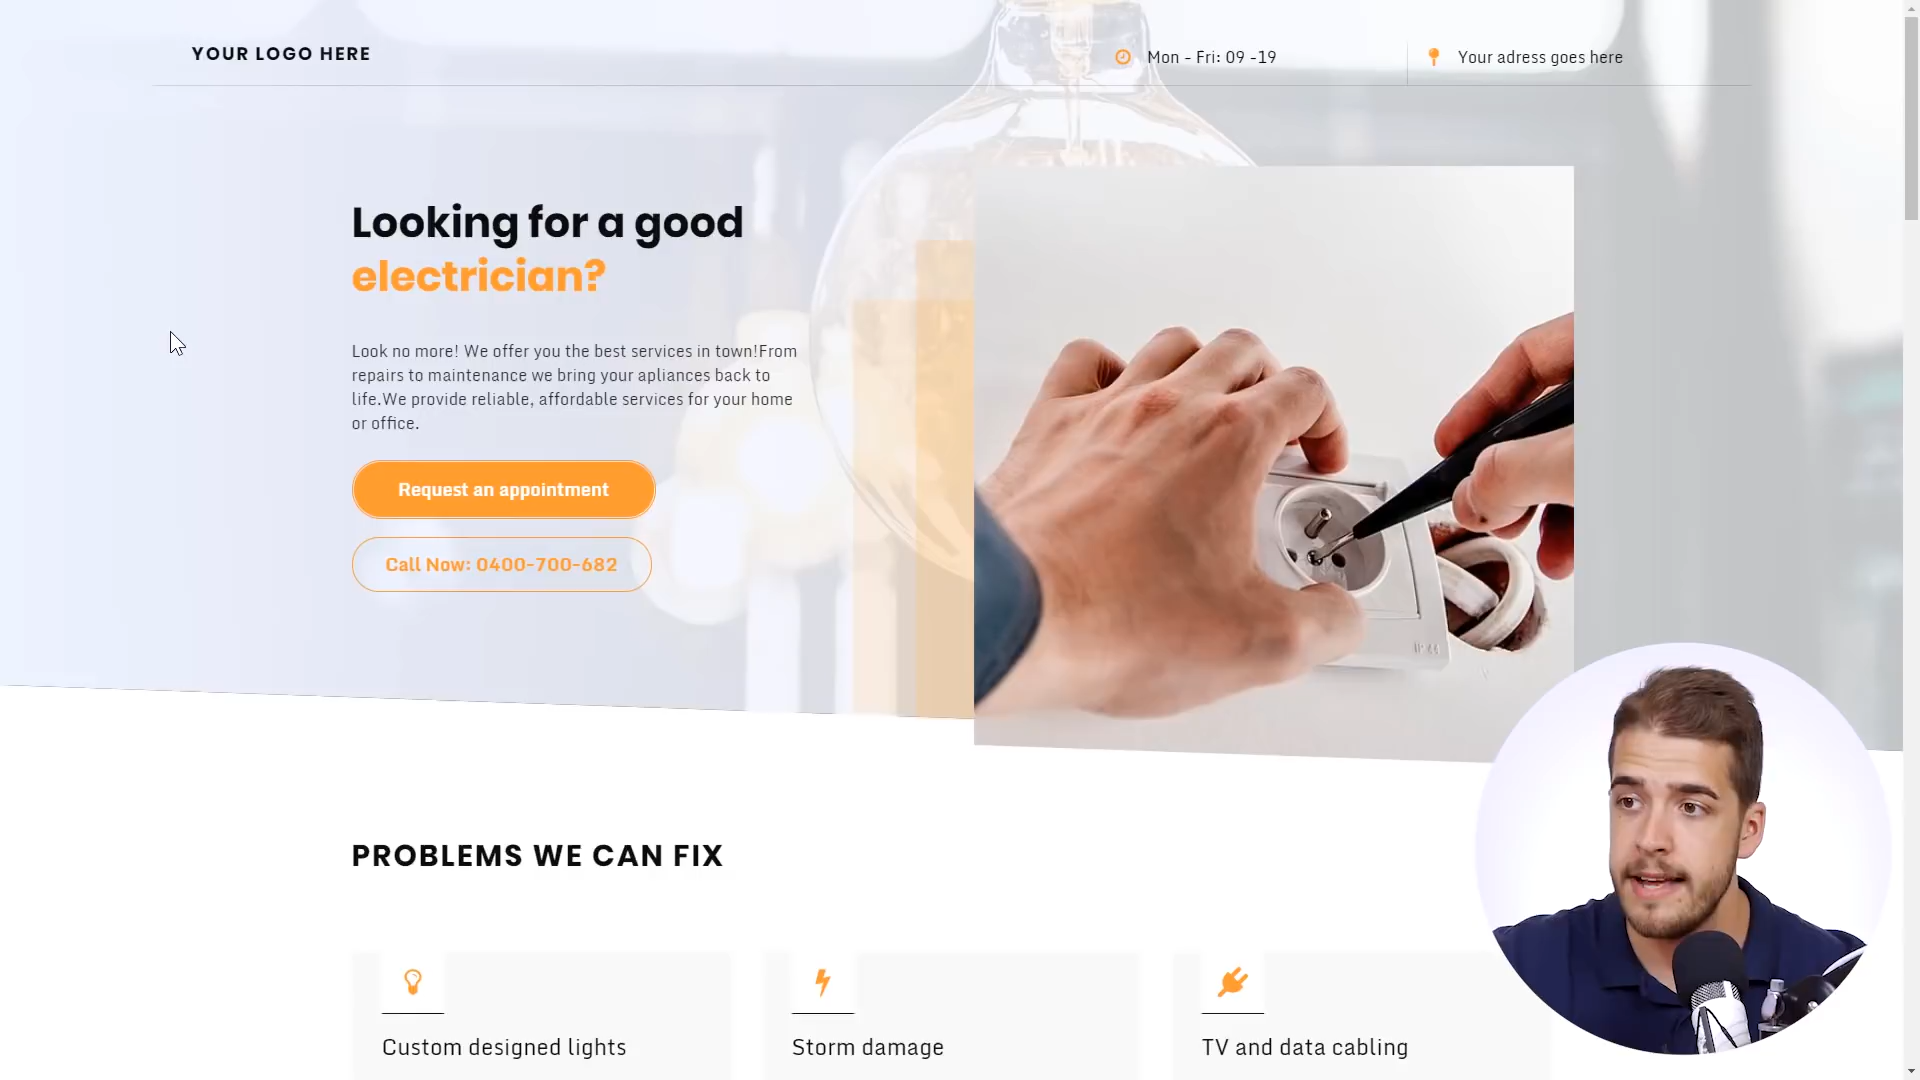 YOUR LOGO HERE
Mon - Fri: 09 -19
Your adress goes here
Looking for a good
electrician?
Look no more! We offer you the best services in town!From
repairs to maintenance we bring your apliances back to
life.We provide reliable, affordable services for your home
or office.
Request an appointment
Call Now: 0400-700-682
PROBLEMS WE CAN FIX
Custom designed lights
Storm damage
TV and data cabling